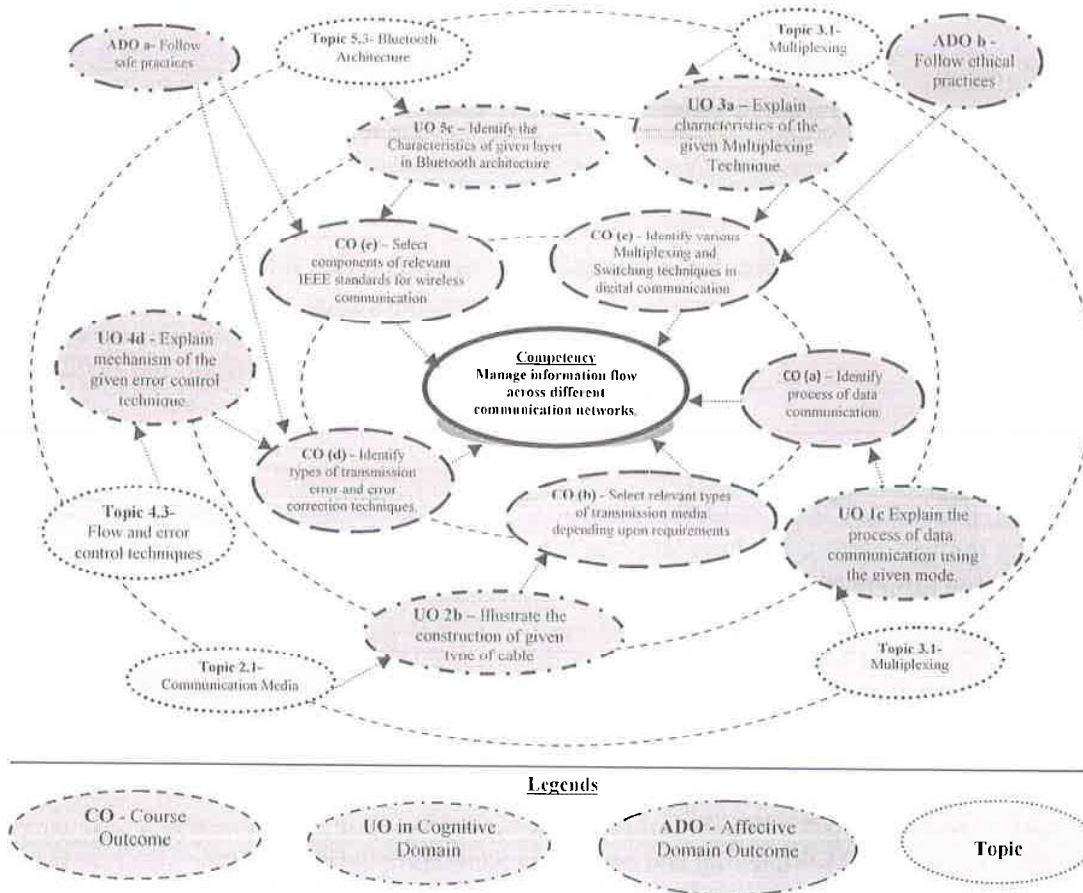 ADO a- Follow
safe practices
Topic 5.3- Bluetooth
Architecture
Topic 3.1-
Multiplexing
ADO b -
Follow ethical
practices
UO 5c – Identify the
Characteristics of given layer
in Bluetooth architecture
UO 3a – Explain
characteristics of the
given Multiplexing
Technique.
CO (e) – Select
components of relevant
IEEE standards for wireless
communication
CO (c) - Identify various
Multiplexing and
Switching techniques in
digital communication
UO 4d - Explain
mechanism of the
given error control
technique.
Competency
Manage information flow
across different
communication networks.
CO (a) – Identify
process of data
communication
CO (d) - Identify
types of transmission
error and error
correction techniques
CO (b) - Select relevant types
of transmission media
depending upon requirements
Topic 4.3-
Flow and error
control techniques
UO 1c Explain the
process of data
communication using
the given mode.
UO 2b – Illustrate the
construction of given
type of cable
Topic 2.1-
Communication Media
Topic 3.1-
Multiplexing
Legends
CO - Course
Outcome
UO in Cognitive
Domain
ADO - Affective
Domain Outcome
Topic